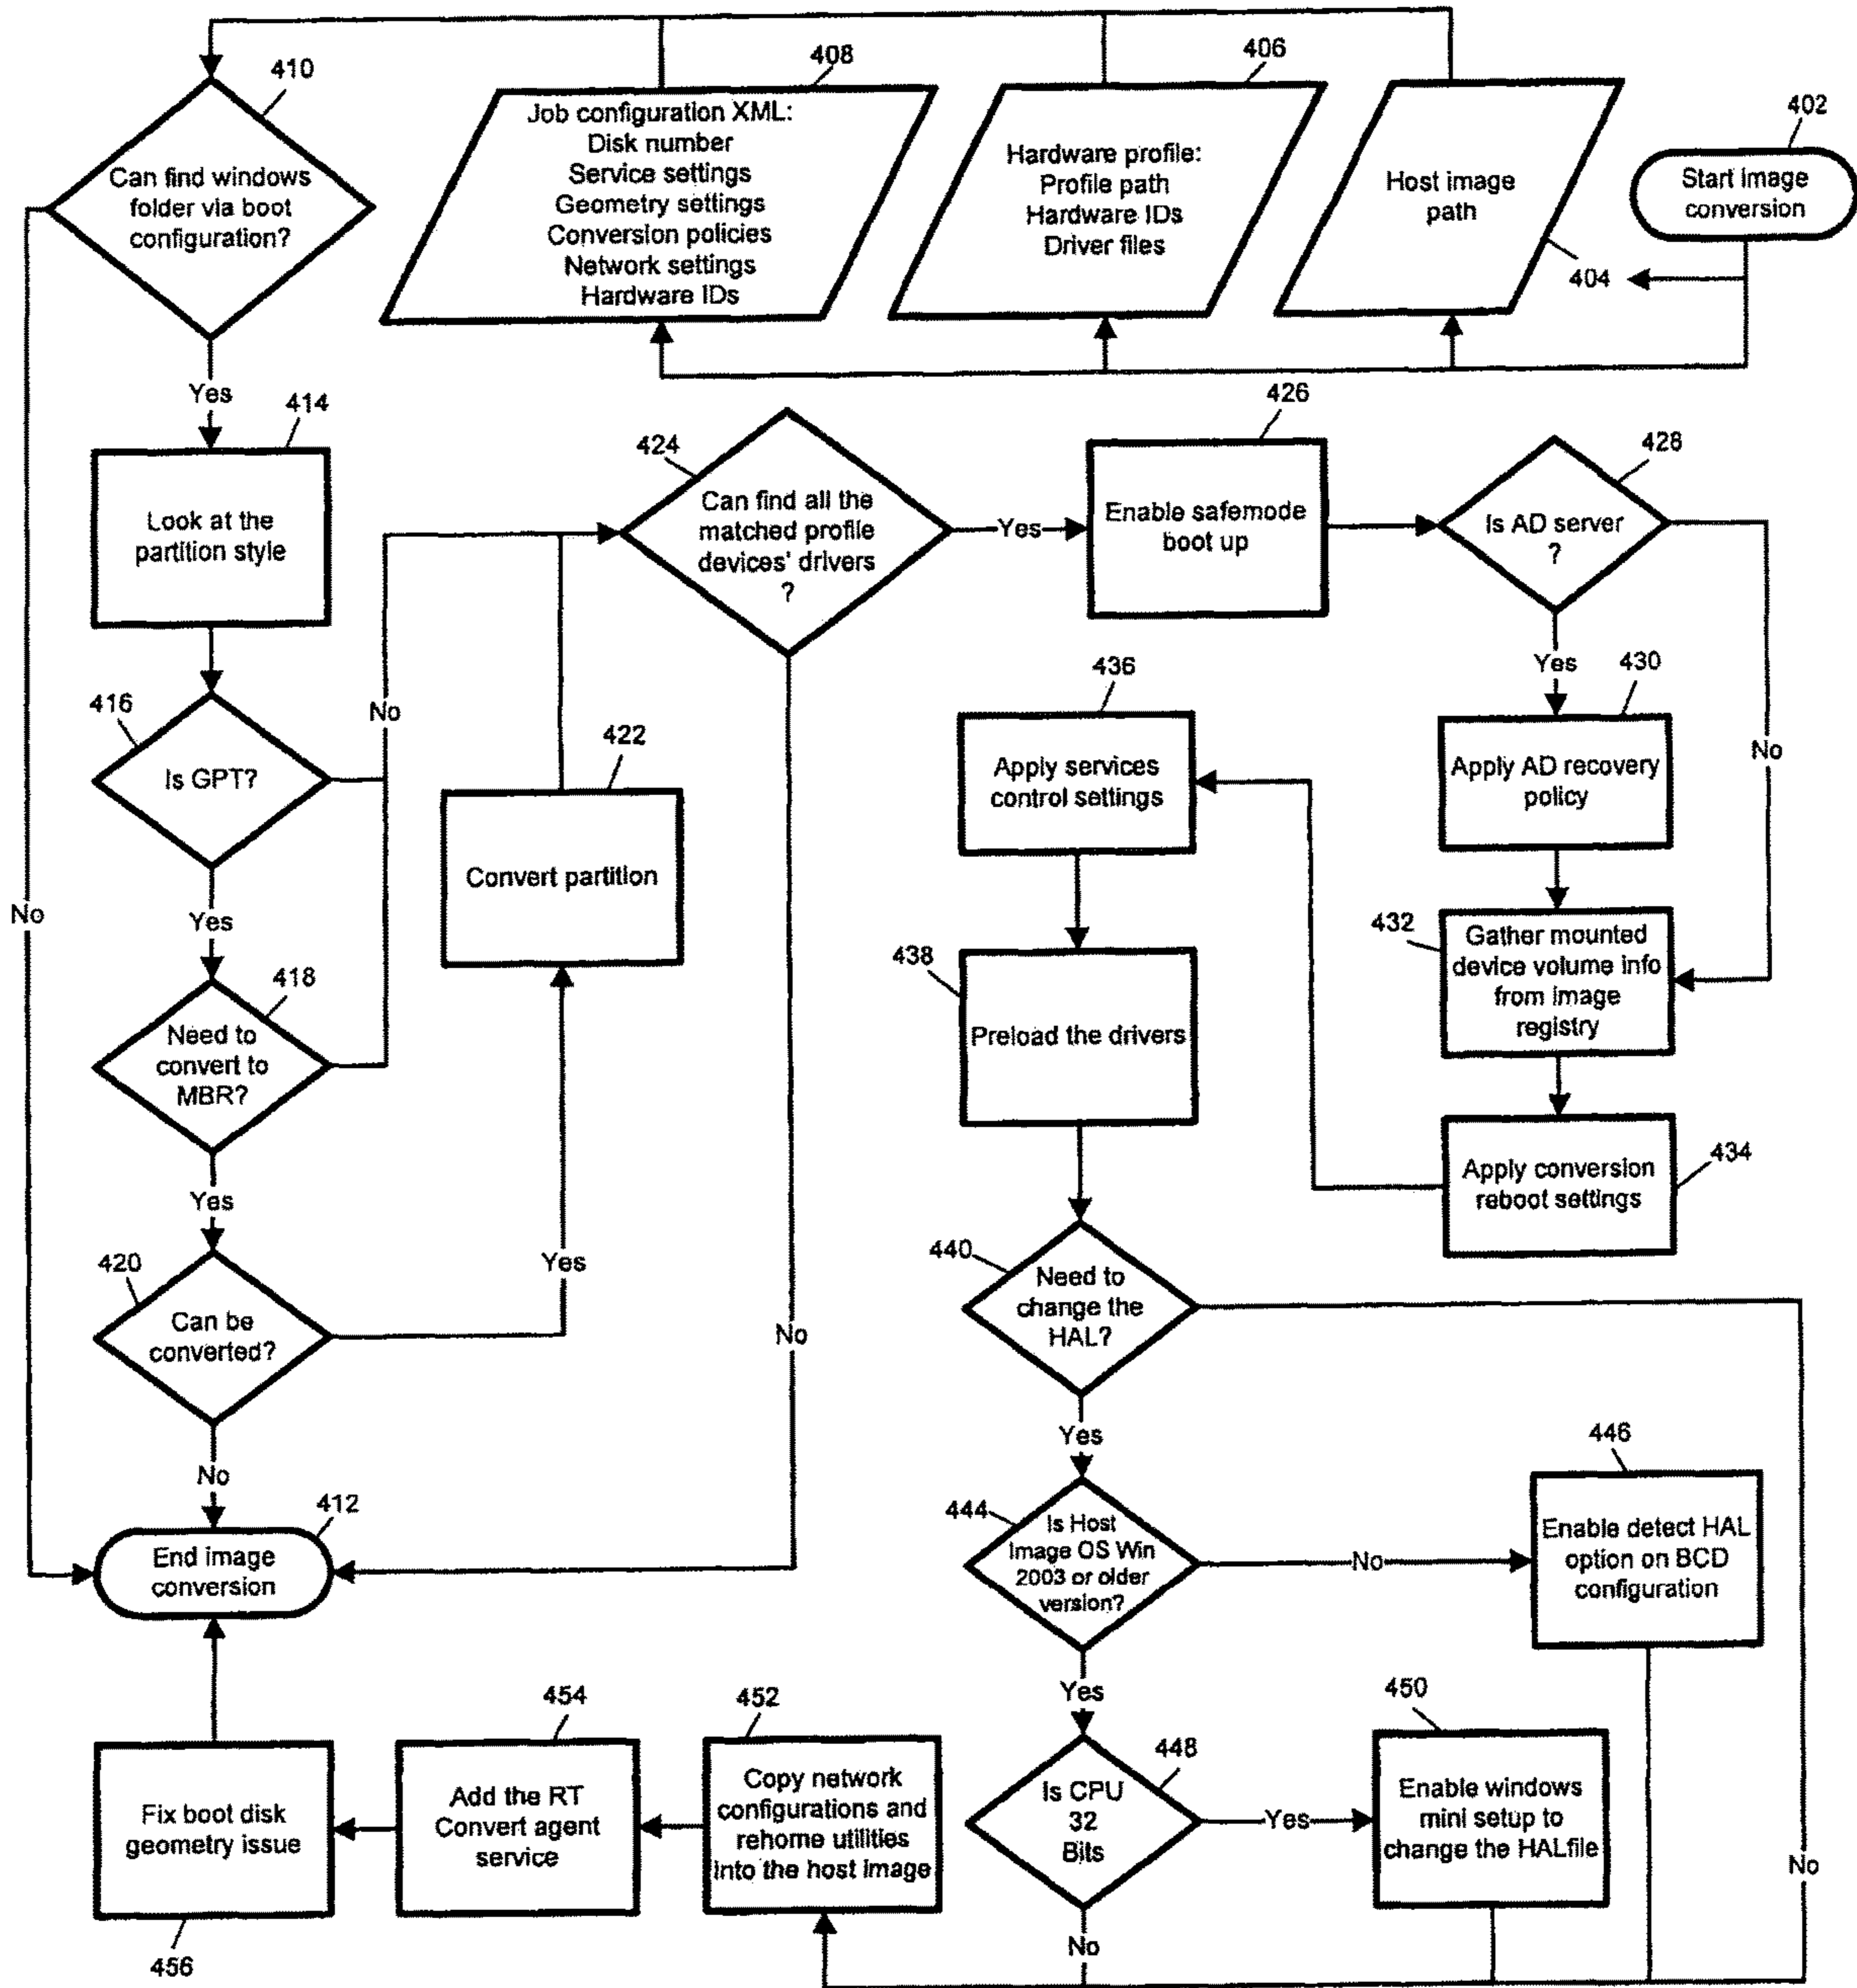 410
408
406
402
Can find windows
folder via boot
configuration?
Job configuration XML:
Disk number
Service settings
Geometry settings
Conversion policies
Network settings
Hardware IDs
Hardware profile:
Profile path
Hardware IDs
Driver files
Host image
path
Start image
conversion
404
Yes
414
424
426
428
Look at the
partition style
Can find all the
matched profile
devices' drivers
?
Yes
Enable safemode
boot up
Is AD server
?
416
No
Is GPT?
422
436
Yes
430
No
Convert partition
Apply services
control settings
Apply AD recovery
policy
No
Yes
418
Need to
convert to
MBR?
438
Preload the drivers
432
Gather mounted
device volume info
from image
registry
Yes
434
Apply conversion
reboot settings
420
Can be
converted?
Yes
No
440
Need to
change the
HAL?
No
412
End image
conversion
Yes
444
Is Host
Image OS Win
2003 or older
version?
No
446
Enable detect HAL
option on BCD
configuration
Yes
454
452
448
450
Fix boot disk
geometry issue
Add the RT
Convert agent
service
Copy network
configurations and
rehome utilities
into the host image
Is CPU
32
Bits
Yes
Enable windows
mini setup to
change the HALfile
No
456
No